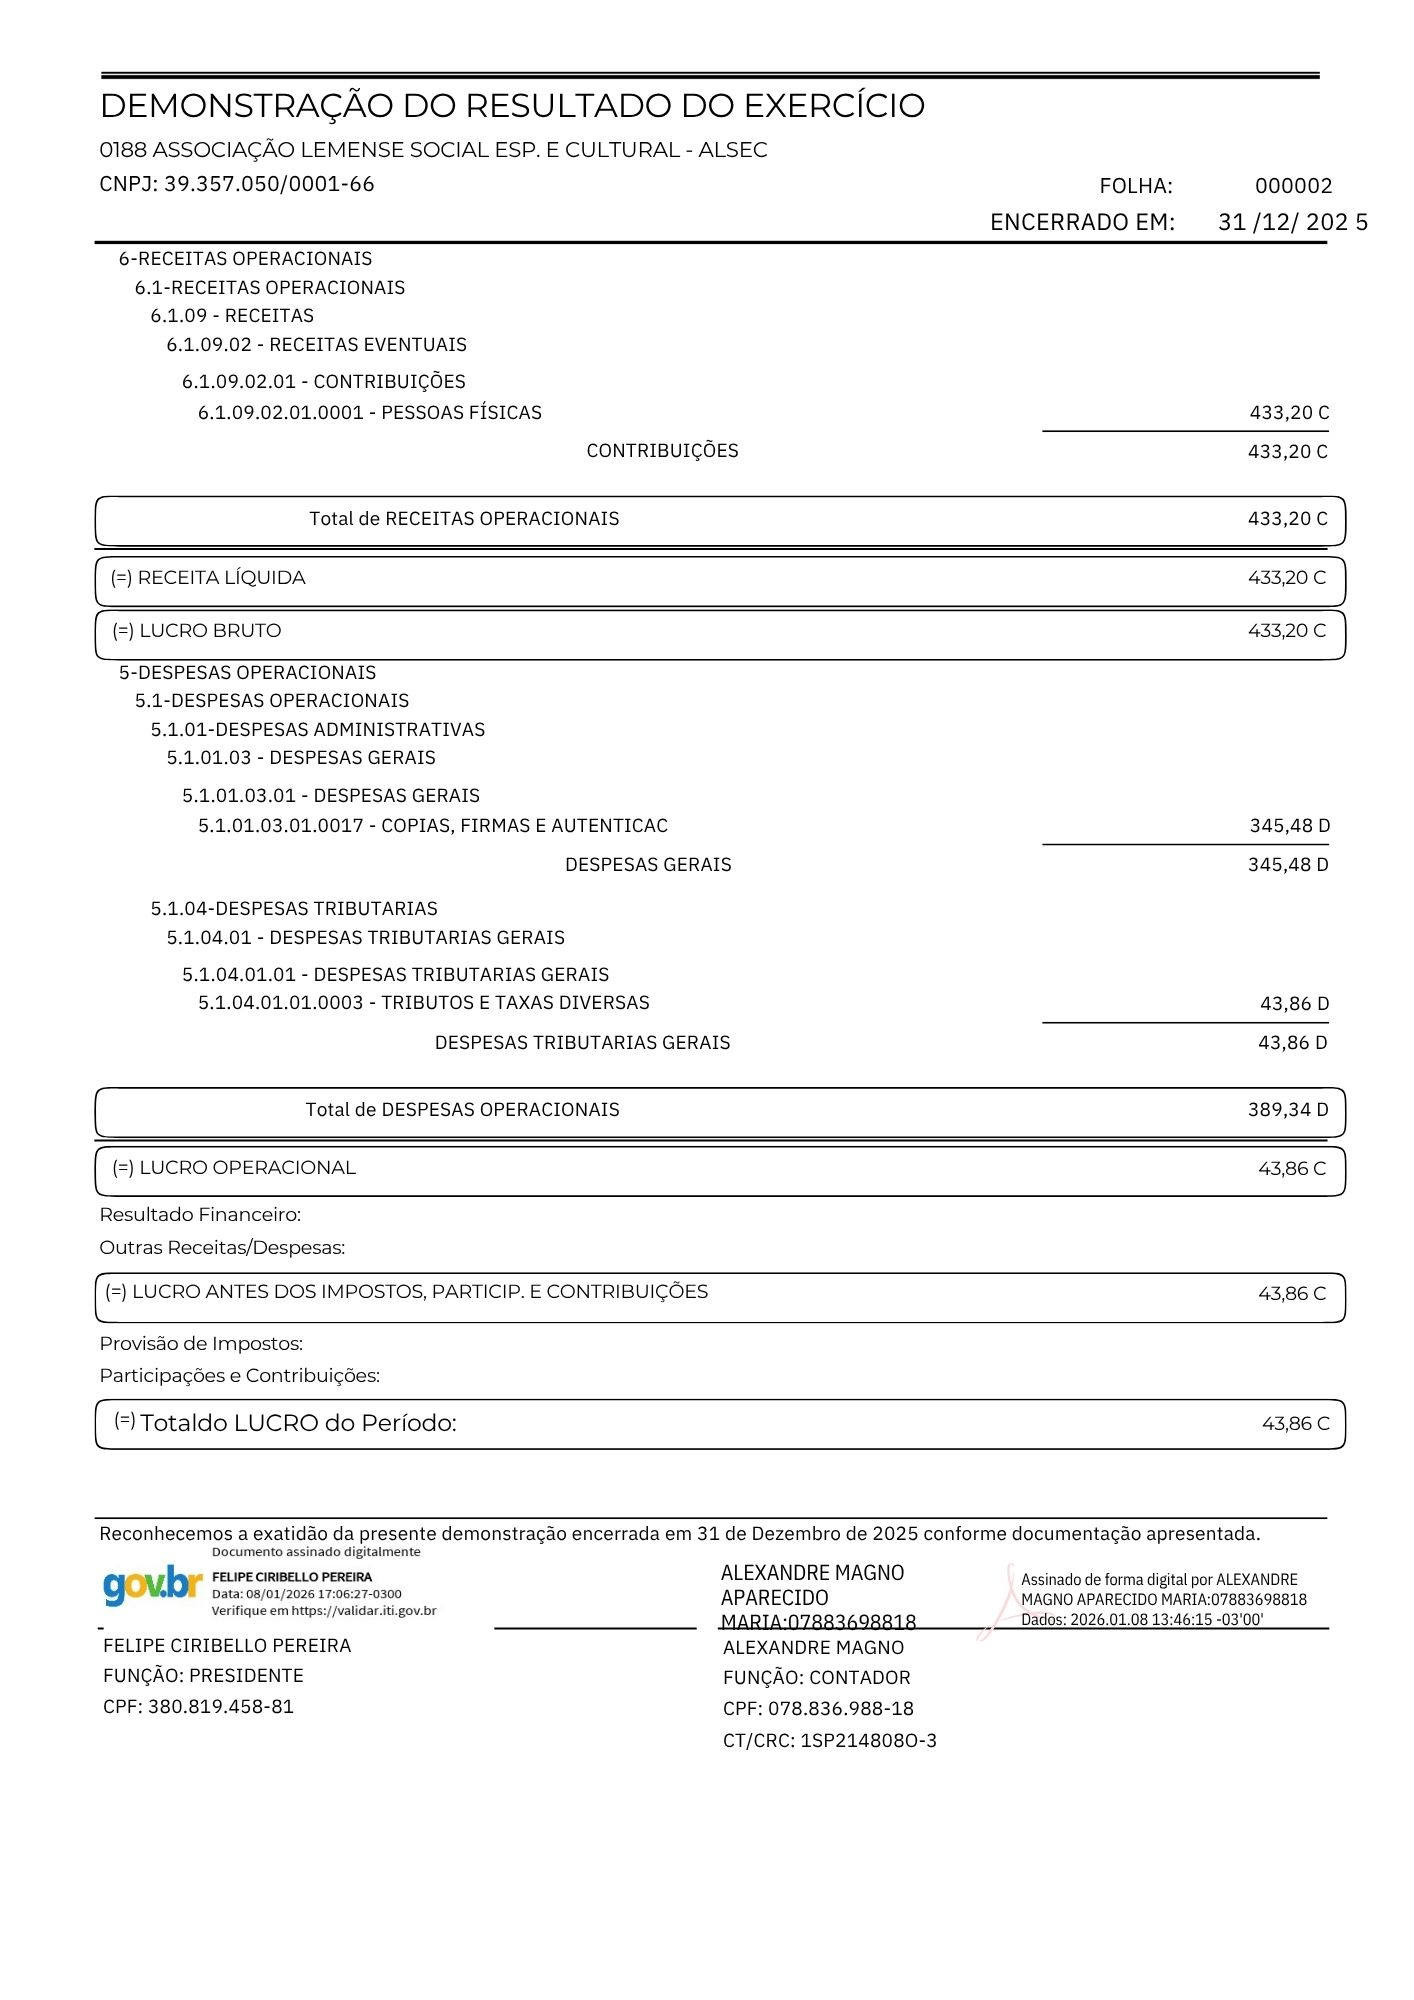 DEMONSTRAÇÃO DO RESULTADO DO EXERCÍCIO
0188 ASSOCIAÇÃO LEMENSE SOCIAL ESP. E CULTURAL - ALSEC
CNPJ: 39.357.050/0001-66
FOLHA: 000002
ENCERRADO EM: 31 /12/ 202 5
6-RECEITAS OPERACIONAIS
6.1-RECEITAS OPERACIONAIS
6.1.09 - RECEITAS
6.1.09.02 - RECEITAS EVENTUAIS
6.1.09.02.01 - CONTRIBUIÇÕES
6.1.09.02.01.0001 - PESSOAS FÍSICAS 433,20 C
CONTRIBUIÇÕES 433,20 C
Total de RECEITAS OPERACIONAIS 433,20 C
(=) RECEITA LÍQUIDA 433,20 C
(=) LUCRO BRUTO 433,20 C
5-DESPESAS OPERACIONAIS
5.1-DESPESAS OPERACIONAIS
5.1.01-DESPESAS ADMINISTRATIVAS
5.1.01.03 - DESPESAS GERAIS
5.1.01.03.01 - DESPESAS GERAIS
5.1.01.03.01.0017 - COPIAS, FIRMAS E AUTENTICAC 345,48 D
DESPESAS GERAIS 345,48 D
5.1.04-DESPESAS TRIBUTARIAS
5.1.04.01 - DESPESAS TRIBUTARIAS GERAIS
5.1.04.01.01 - DESPESAS TRIBUTARIAS GERAIS
5.1.04.01.01.0003 - TRIBUTOS E TAXAS DIVERSAS 43,86 D
DESPESAS TRIBUTARIAS GERAIS 43,86 D
Total de DESPESAS OPERACIONAIS 389,34 D
(=) LUCRO OPERACIONAL 43,86 C
Resultado Financeiro:
Outras Receitas/Despesas:
(=) LUCRO ANTES DOS IMPOSTOS, PARTICIP. E CONTRIBUIÇÕES 43,86 C
Provisão de Impostos:
Participações e Contribuições:
(=) Totaldo LUCRO do Período: 43,86 C
Reconhecemos a exatidão da presente demonstração encerrada em 31 de Dezembro de 2025 conforme documentação apresentada.
gov.br
Documento assinado digitalmente
FELIPE CIRIBELLO PEREIRA
Data: 08/01/2026 17:06:27-0300
Verifique em https://validar.iti.gov.br
FELIPE CIRIBELLO PEREIRA
FUNÇÃO: PRESIDENTE
CPF: 380.819.458-81
ALEXANDRE MAGNO
APARECIDO
MARIA:07883698818
Assinado de forma digital por ALEXANDRE
MAGNO APARECIDO MARIA:07883698818
Dados: 2026.01.08 13:46:15 -03'00'
ALEXANDRE MAGNO
FUNÇÃO: CONTADOR
CPF: 078.836.988-18
CT/CRC: 1SP214808O-3